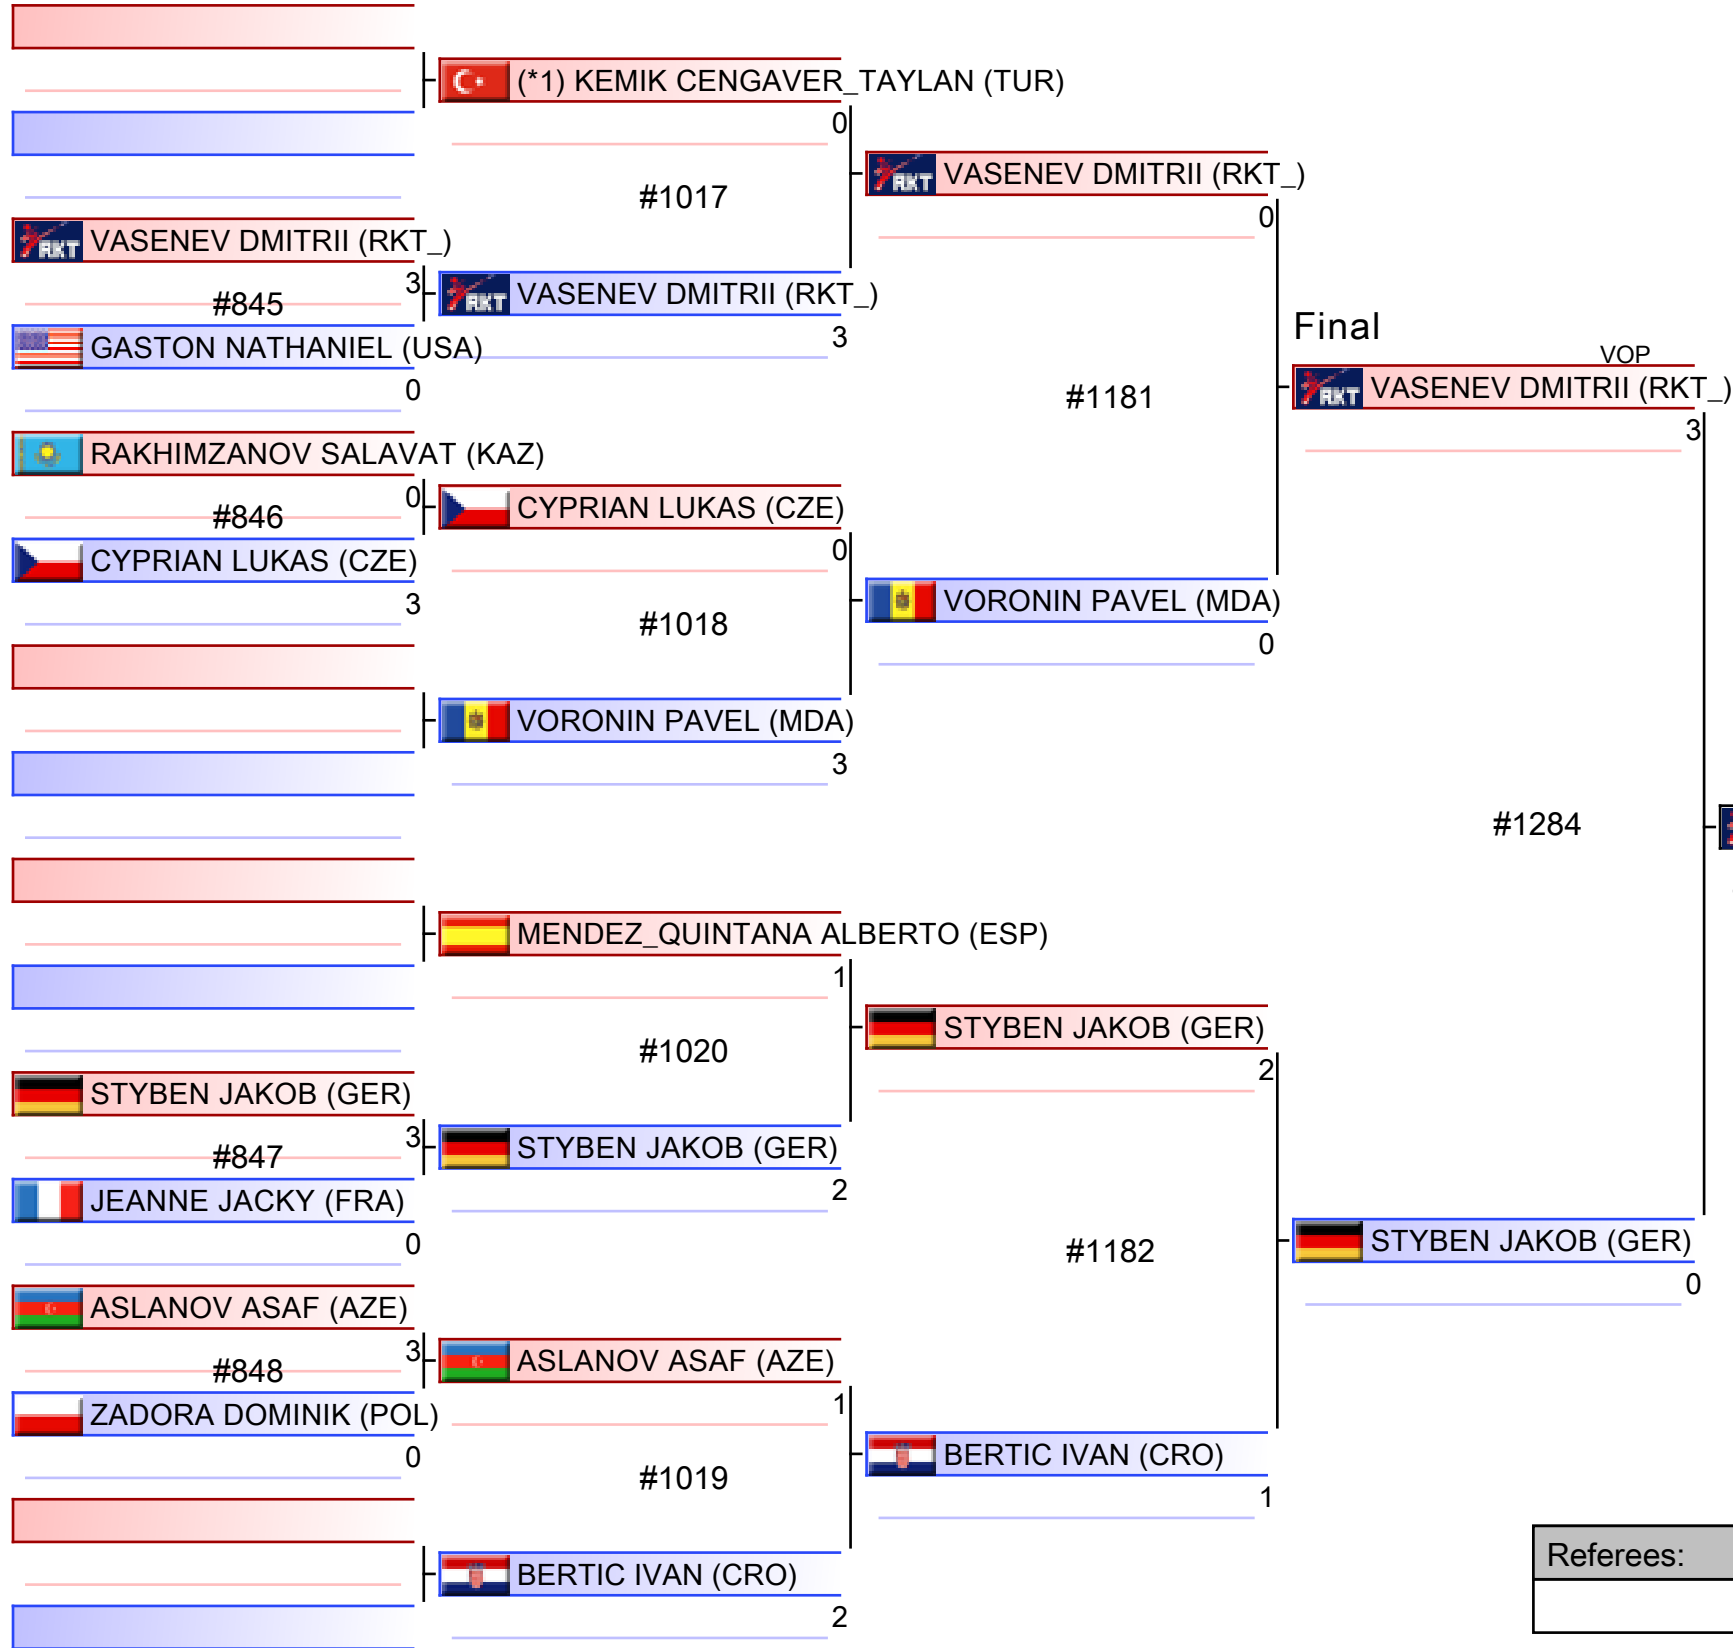 (*1) KEMIK CENGAVER_TAYLAN (TUR)
0
#1017
RKT VASENEV DMITRII (RKT_)
0
RKT VASENEV DMITRII (RKT_)
3
#845
RKT VASENEV DMITRII (RKT_)
3
GASTON NATHANIEL (USA)
0
#1181
Final
VOP
RKT VASENEV DMITRII (RKT_)
3
RAKHIMZANOV SALAVAT (KAZ)
0
#846
CYPRIAN LUKAS (CZE)
0
CYPRIAN LUKAS (CZE)
3
#1018
VORONIN PAVEL (MDA)
0
VORONIN PAVEL (MDA)
3
#1284
MENDEZ_QUINTANA ALBERTO (ESP)
1
#1020
STYBEN JAKOB (GER)
2
STYBEN JAKOB (GER)
3
#847
STYBEN JAKOB (GER)
2
JEANNE JACKY (FRA)
0
#1182
STYBEN JAKOB (GER)
0
ASLANOV ASAF (AZE)
3
#848
ASLANOV ASAF (AZE)
1
ZADORA DOMINIK (POL)
0
#1019
BERTIC IVAN (CRO)
1
BERTIC IVAN (CRO)
2
Referees: